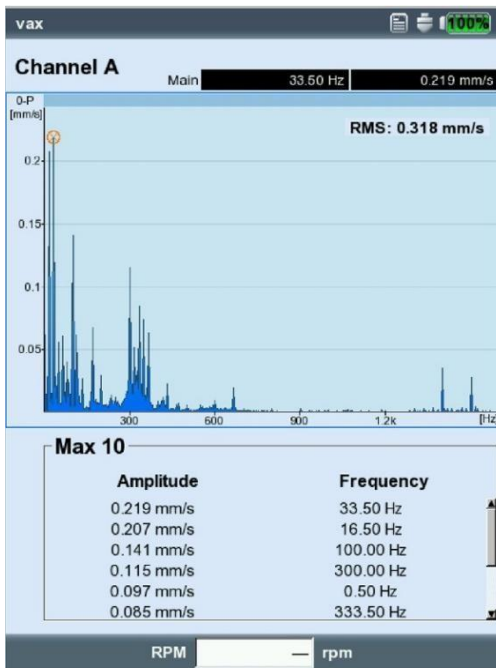 vax
100%
Channel A
Main 33.50 Hz 0.219 mm/s
0-P
[mm/s]
RMS: 0.318 mm/s
0.2
0.15
0.1
0.05
300 600 900 1.2k [Hz
Max 10
Amplitude Frequency
0.219 mm/s 33.50 Hz
0.207 mm/s 16.50 Hz
0.141 mm/s 100.00 Hz
0.115 mm/s 300.00 Hz
0.097 mm/s 0.50 Hz
0.085 mm/s 333.50 Hz
RPM — rpm